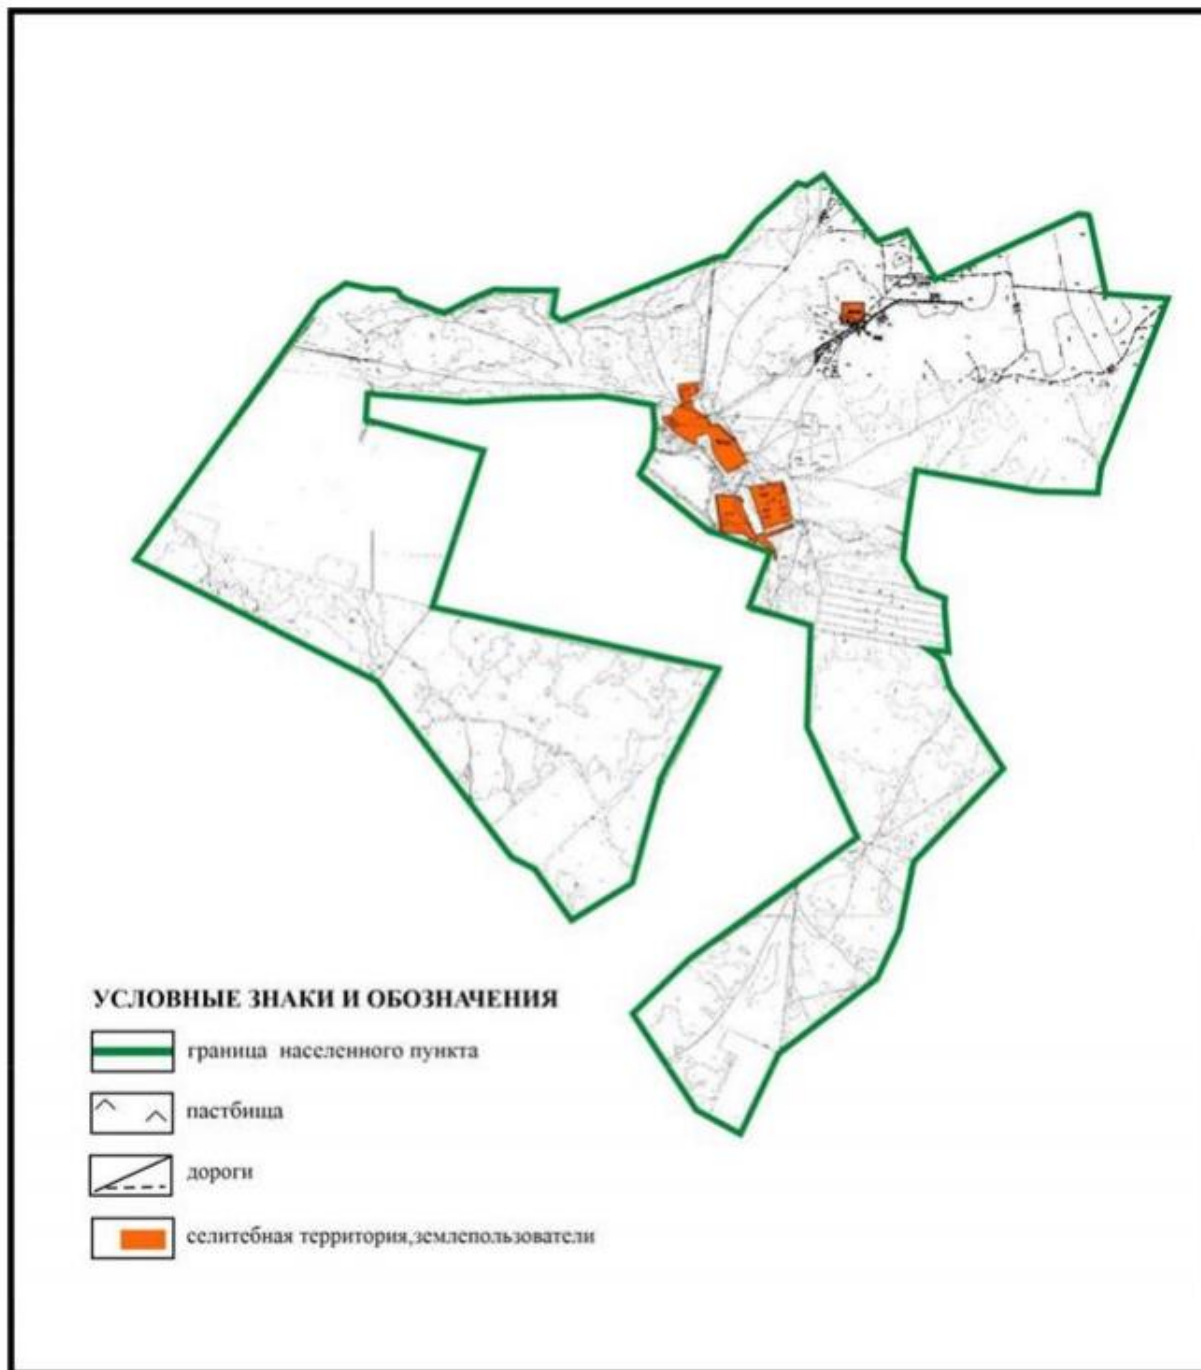 УСЛОВНЫЕ ЗНАКИ И ОБОЗНАЧЕНИЯ
граница населенного пункта
пастбища
дороги
селитебная территория,землепользователи